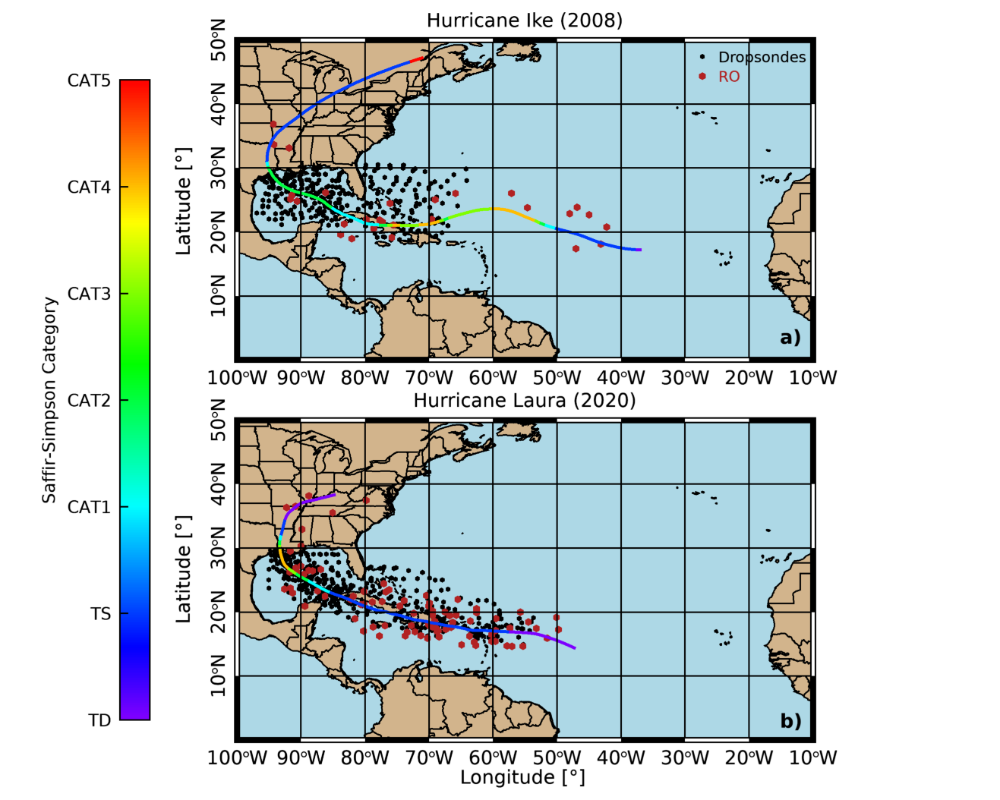 Hurricane Ike (2008)
Dropsondes
RO
50°N
40°N
30°N
20°N
10°N
Latitude [°]
a)
100°W 90°W 80°W 70°W 60°W 50°W 40°W 30°W 20°W 10°W
Hurricane Laura (2020)
50°N
40°N
30°N
20°N
10°N
Latitude [°]
b)
100°W 90°W 80°W 70°W 60°W 50°W 40°W 30°W 20°W 10°W
Longitude [°]
CAT5
CAT4
CAT3
CAT2
CAT1
TS
TD
Saffir-Simpson Category